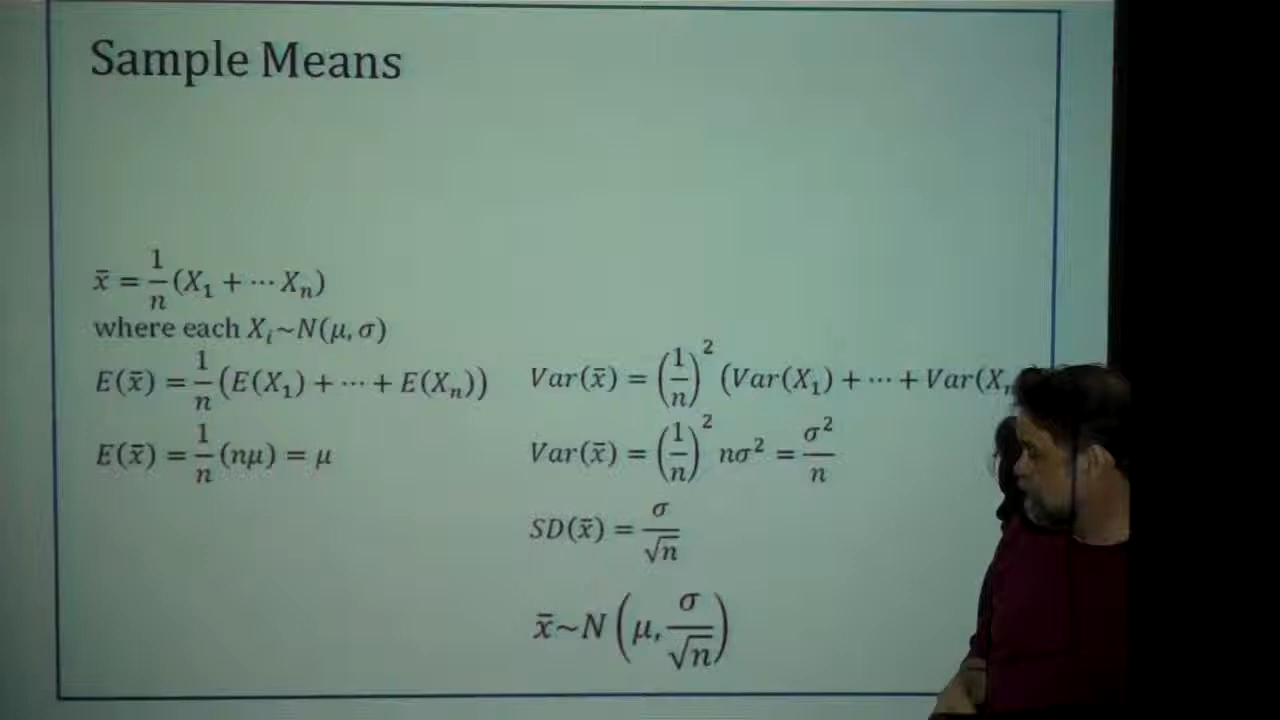 Sample Means
x̄ = 1/n (X₁ + ⋯ Xₙ)
where each Xᵢ~N(μ, σ)
E(x̄) = 1/n (E(X₁) + ⋯ + E(Xₙ))
E(x̄) = 1/n (nμ) = μ
Var(x̄) = (1/n)² (Var(X₁) + ⋯ + Var(Xₙ
Var(x̄) = (1/n)² nσ² = σ²/n
SD(x̄) = σ/√n
x̄~N(μ, σ/√n)